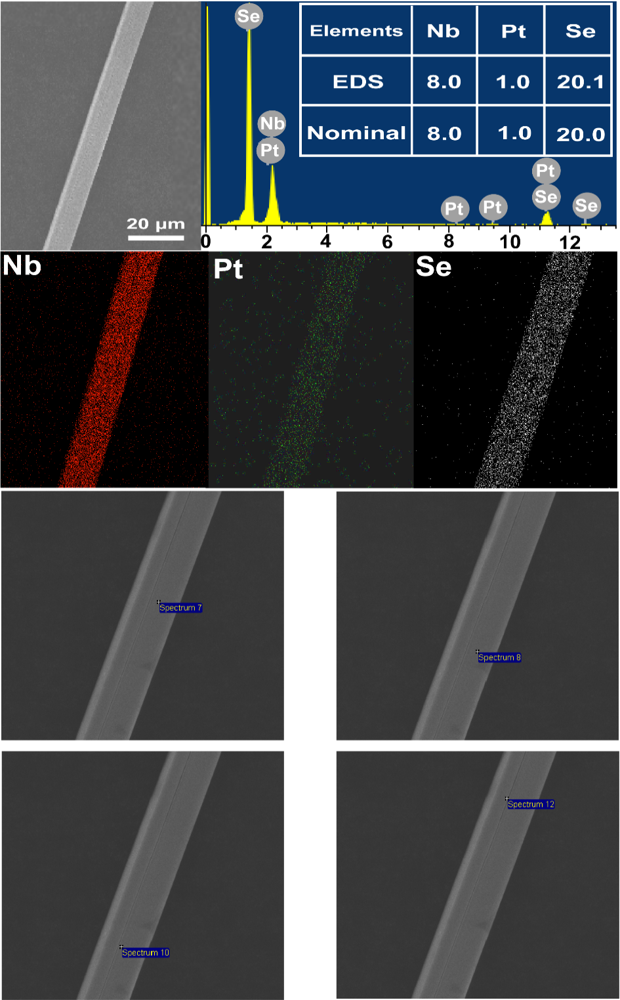 20 μm
Se
Nb
Pt
Pt
Pt
Pt
Se
Se
Elements Nb Pt Se
EDS 8.0 1.0 20.1
Nominal 8.0 1.0 20.0
0 2 4 6 8 10 12
Nb
Pt
Se
Spectrum 7
Spectrum 8
Spectrum 10
Spectrum 12